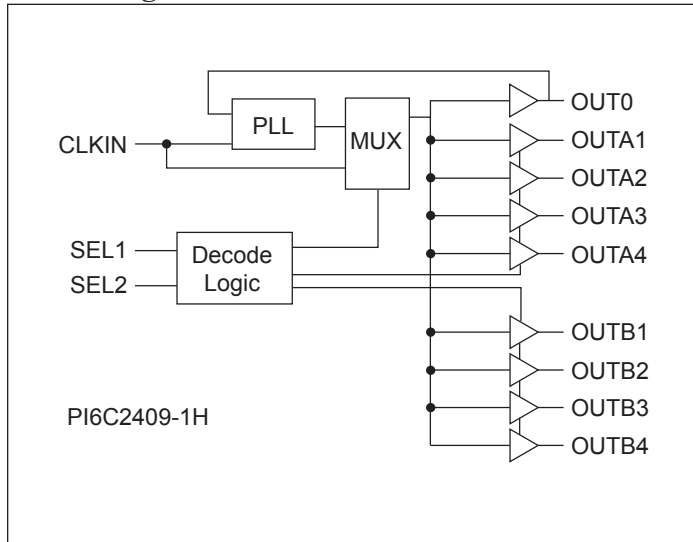 PLL
MUX
CLKIN
SEL1
SEL2
Decode
Logic
OUT0
OUTA1
OUTA2
OUTA3
OUTA4
OUTB1
OUTB2
OUTB3
OUTB4
PI6C2409-1H